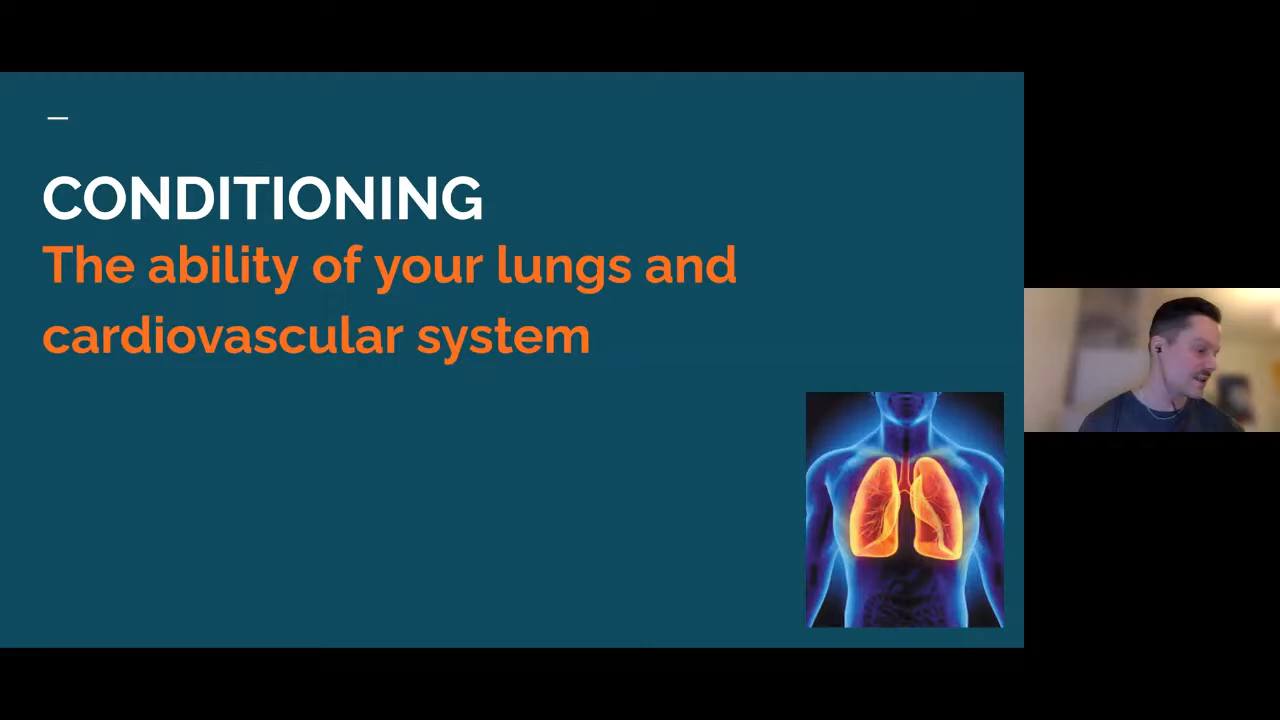 CONDITIONING
The ability of your lungs and
cardiovascular system